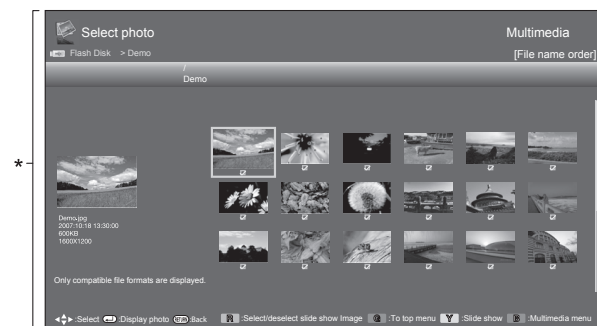 Select photo
Multimedia
Flash Disk > Demo
[File name order]
/
Demo
*
Demo.jpg
2007:10:18 13:30:00
600KB
1600X1200
Only compatible file formats are displayed.
:Select :Display photo :Back R :Select/deselect slide show Image G :To top menu Y :Slide show B :Multimedia menu